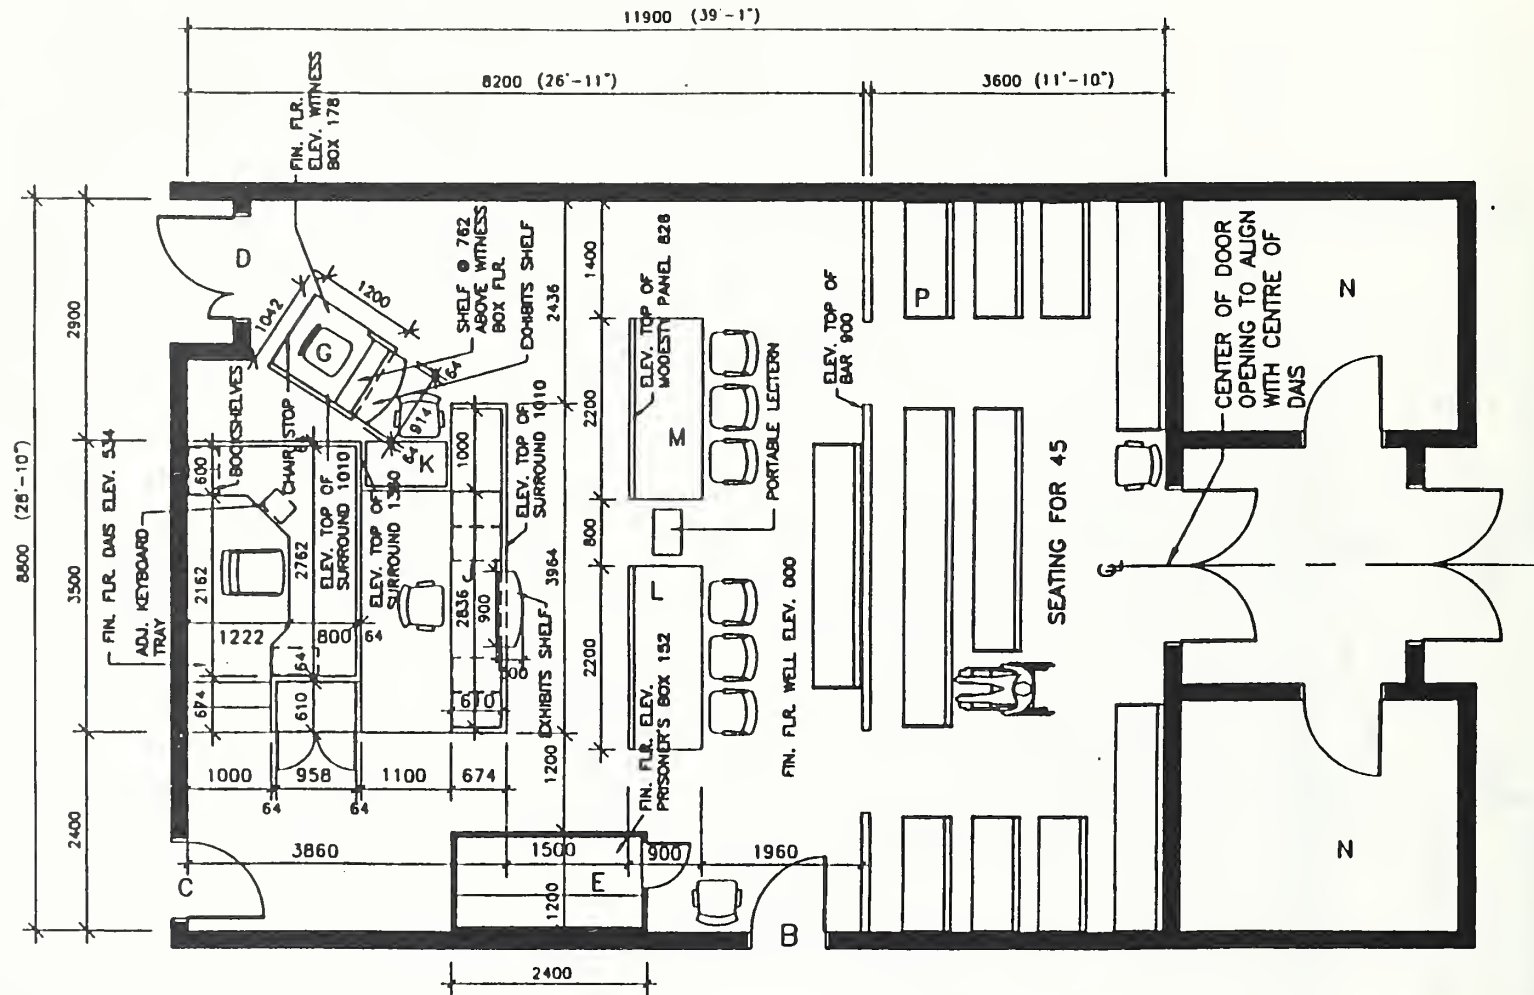 11900 (39'-1")
8200 (26'-11")
3600 (11'-10")
FIN. FLR.
ELEV. WITNESS
BOX 178
8800 (28'-10")
2900
3500
2400
D
1042
1200
G
SHELF @ 762
ABOVE WITNESS
BOX FLR.
EXHIBITS SHELF
64
914
64
2436
1400
ELEV. TOP OF
MODESTY PANEL 828
M
2200
800
2200
PORTABLE LECTERN
ELEV. TOP OF
BAR 900
P
CENTER OF DOOR
OPENING TO ALIGN
WITH CENTRE OF
DAIS
N
FIN. FLR. DAIS ELEV. 534
ADJ. KEYBOARD
TRAY
BOOKSHELVES
CHAIR STOP
600
2162
2762
ELEV. TOP OF
SURROUND 1010
ELEV. TOP OF
SURROUND 1380
K
1000
ELEV. TOP OF
SURROUND 1010
2836
900
3964
EXHIBITS SHELF
1222
800
64
64
674
610
610
1000
958
1100
674
64
64
1200
L
FIN. FLR. ELEV.
PRISONER'S BOX 152
FIN. FLR. WELL ELEV. 000
SEATING FOR 45
3860
1500
900
1960
C
E
1200
B
2400
N